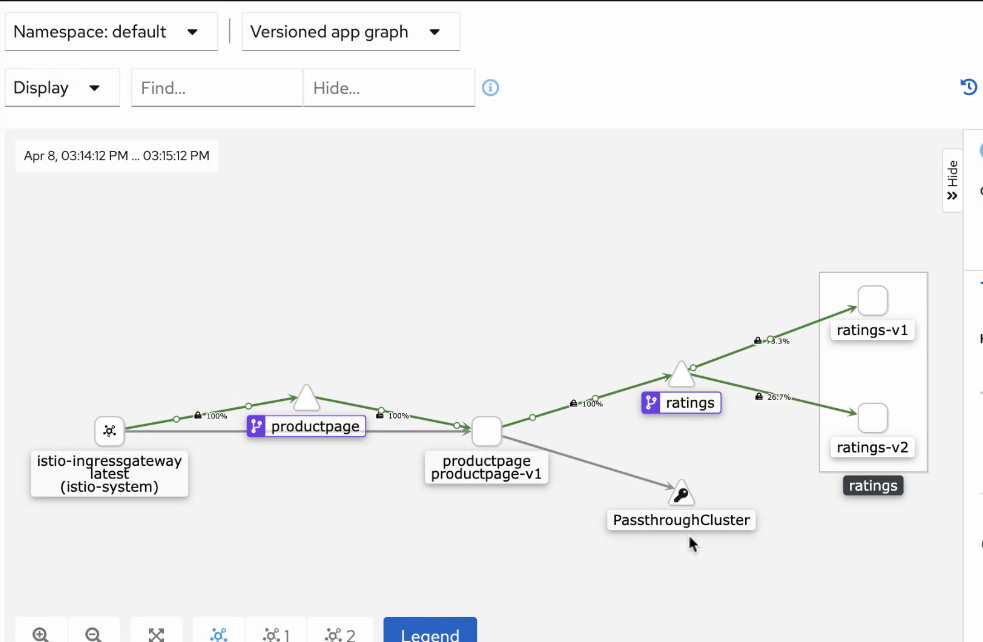 Namespace: default
Versioned app graph
Display
Find...
Hide...
Apr 8, 03:14:12 PM ... 03:15:12 PM
Hide
ratings-v1
100%
100%
100%
26.7%
ratings
productpage
ratings-v2
istio-ingressgateway
latest
(istio-system)
productpage
productpage-v1
ratings
PassthroughCluster
1
2
Legend